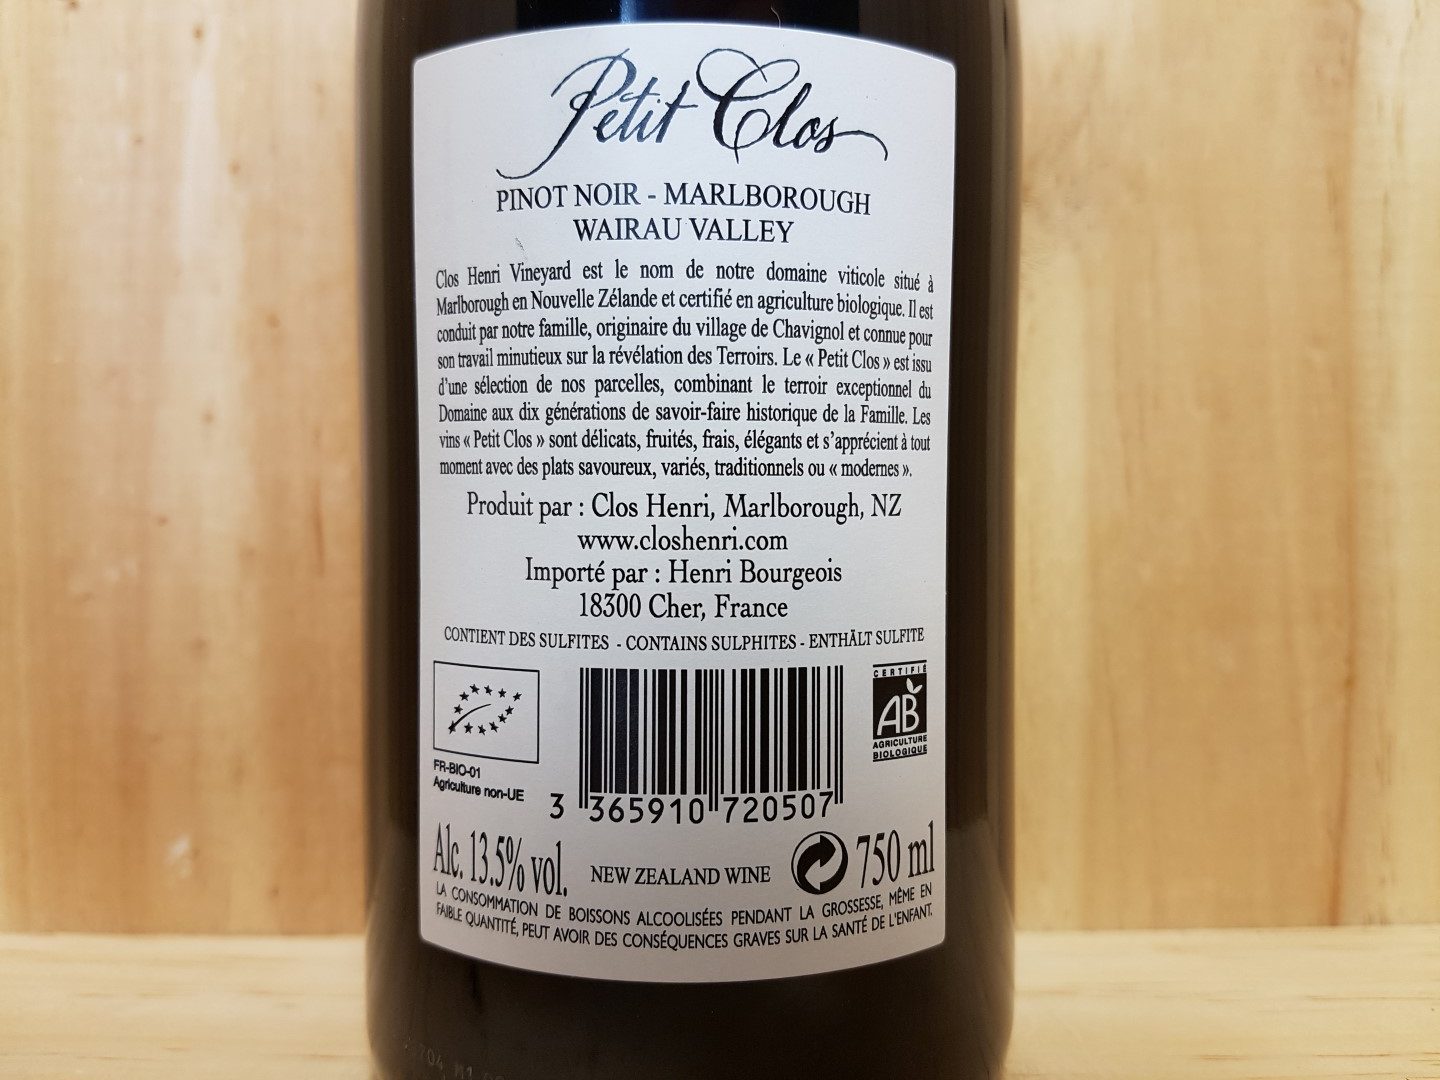 Petit Clos
PINOT NOIR - MARLBOROUGH
WAIRAU VALLEY
Clos Henri Vineyard est le nom de notre domaine viticole situé à
Marlborough en Nouvelle Zélande et certifié en agriculture biologique. Il est
conduit par notre famille, originaire du village de Chavignol et connue pour
son travail minutieux sur la révélation des Terroirs. Le « Petit Clos » est issu
d'une sélection de nos parcelles, combinant le terroir exceptionnel du
Domaine aux dix générations de savoir-faire historique de la Famille. Les
vins « Petit Clos » sont délicats, fruités, frais, élégants et s'apprécient à tout
moment avec des plats savoureux, variés, traditionnels ou « modernes ».
Produit par : Clos Henri, Marlborough, NZ
www.closhenri.com
Importé par : Henri Bourgeois
18300 Cher, France
CONTIENT DES SULFITES - CONTAINS SULPHITES - ENTHÄLT SULFITE
CERTIFIÉ
AB
AGRICULTURE
BIOLOGIQUE
FR-BIO-01
Agriculture non-UE
3 365910 720507
Alc. 13.5% vol.
NEW ZEALAND WINE
750 ml
LA CONSOMMATION DE BOISSONS ALCOOLISÉES PENDANT LA GROSSESSE, MÊME EN
FAIBLE QUANTITÉ, PEUT AVOIR DES CONSÉQUENCES GRAVES SUR LA SANTÉ DE L'ENFANT.